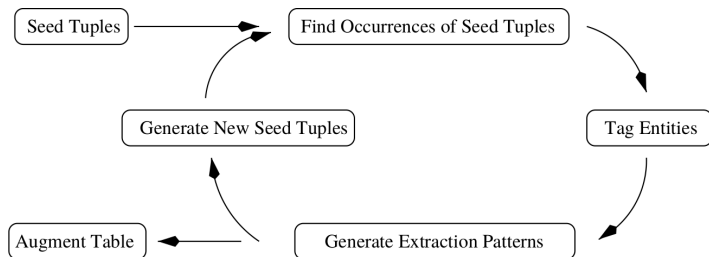 Seed Tuples
Find Occurrences of Seed Tuples
Generate New Seed Tuples
Tag Entities
Augment Table
Generate Extraction Patterns